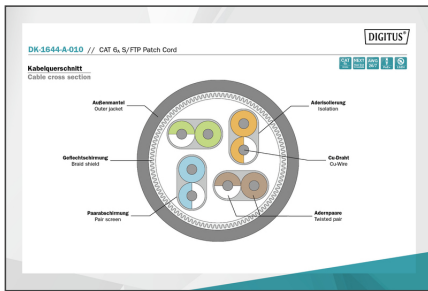 DIGITUS®
DK-1644-A-010 // CAT 6A S/FTP Patch Cord
Kabelquerschnitt
Cable cross section
Außenmantel
Outer jacket
Aderisolierung
Isolation
Geflechtschirmung
Braid shield
Cu-Draht
Cu-Wire
Paarabschirmung
Pair screen
Adernpaare
Twisted pair